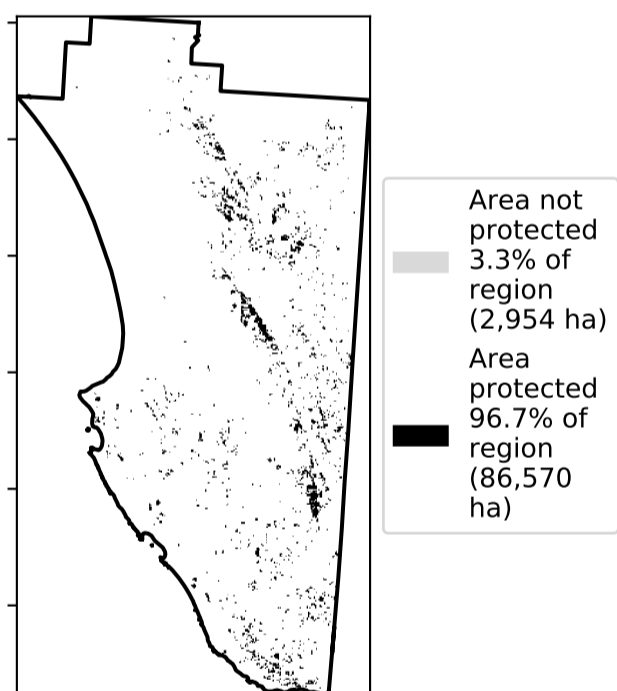 Area not
protected
3.3% of
region
(2,954 ha)
Area
protected
96.7% of
region
(86,570
ha)